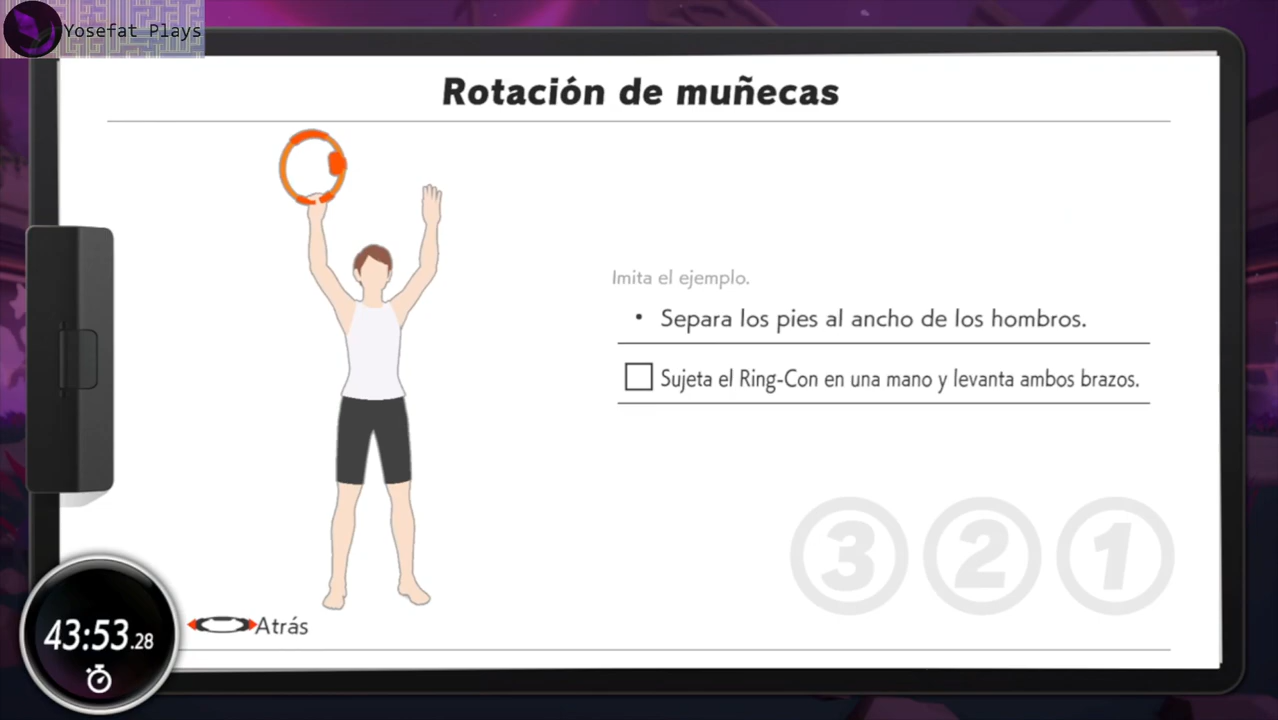 Yosefat Plays
Rotación de muñecas
Imita el ejemplo.
• Separa los pies al ancho de los hombros.
Sujeta el Ring-Con en una mano y levanta ambos brazos.
3 2 1
43:53.28
Atrás